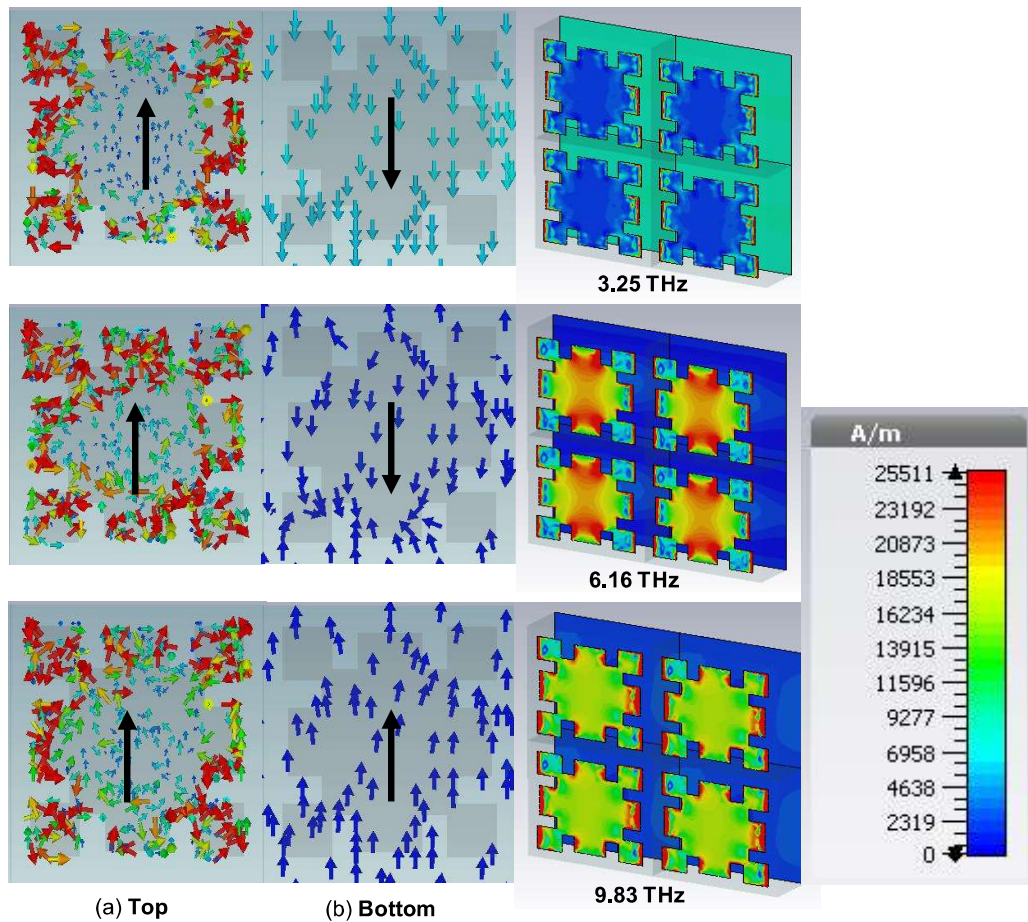 3.25 THz
6.16 THz
A/m
25511
23192
20873
18553
16234
13915
11596
9277
6958
4638
2319
0
9.83 THz
(a) Top
(b) Bottom